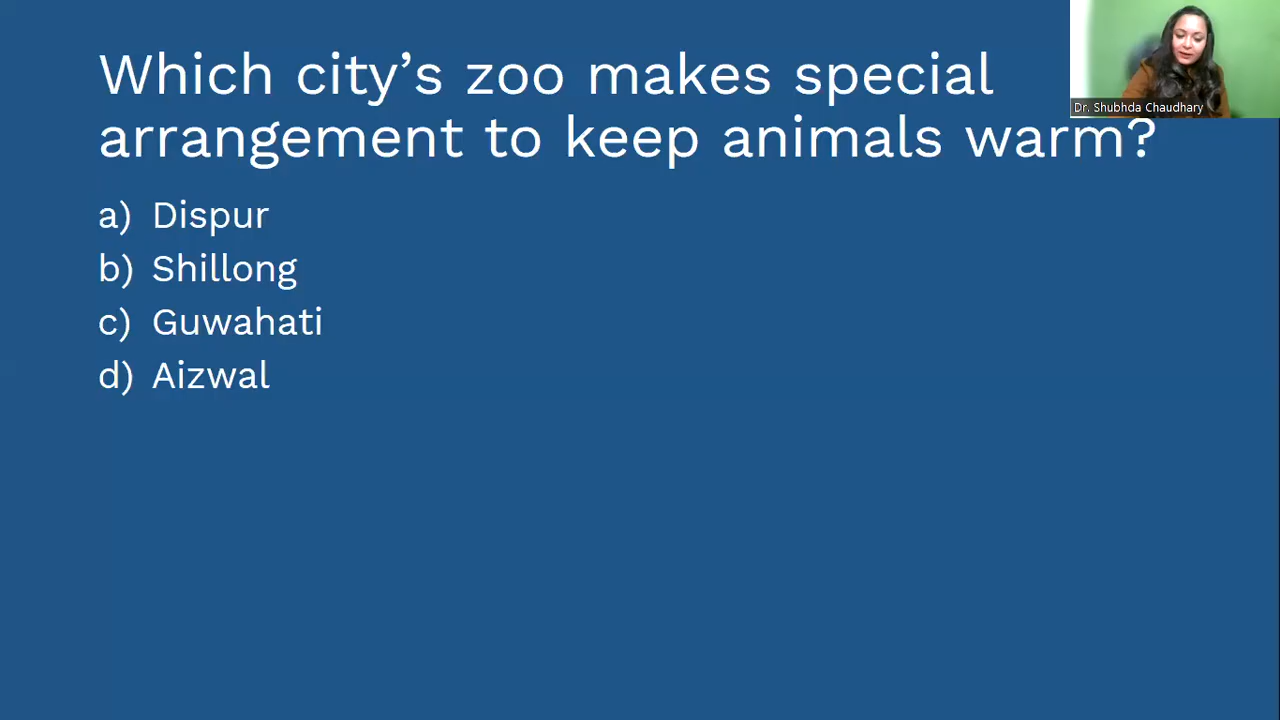 Which city’s zoo makes special
arrangement to keep animals warm?
a) Dispur
b) Shillong
c) Guwahati
d) Aizwal
Dr. Shubhda Chaudhary